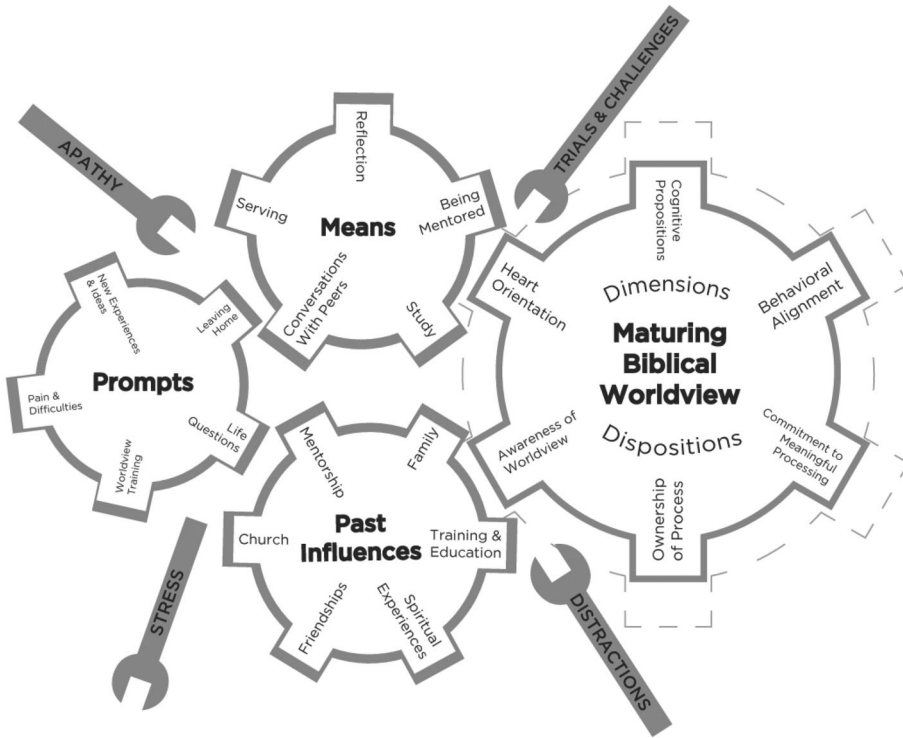 APATHY
TRIALS & CHALLENGES
Reflection
Serving
Being
Mentored
Means
Conversations
With Peers
Study
New Experiences
& Ideas
Leaving
Home
Prompts
Pain &
Difficulties
Life
Questions
Worldview
Training
Cognitive
Propositions
Heart
Orientation
Behavioral
Alignment
Dimensions
Maturing
Biblical
Worldview
Dispositions
Awareness of
Worldview
Commitment to
Meaningful
Processing
Ownership
of Process
Mentorship
Family
Church
Past
Influences
Training &
Education
Friendships
Spiritual
Experiences
STRESS
DISTRACTIONS